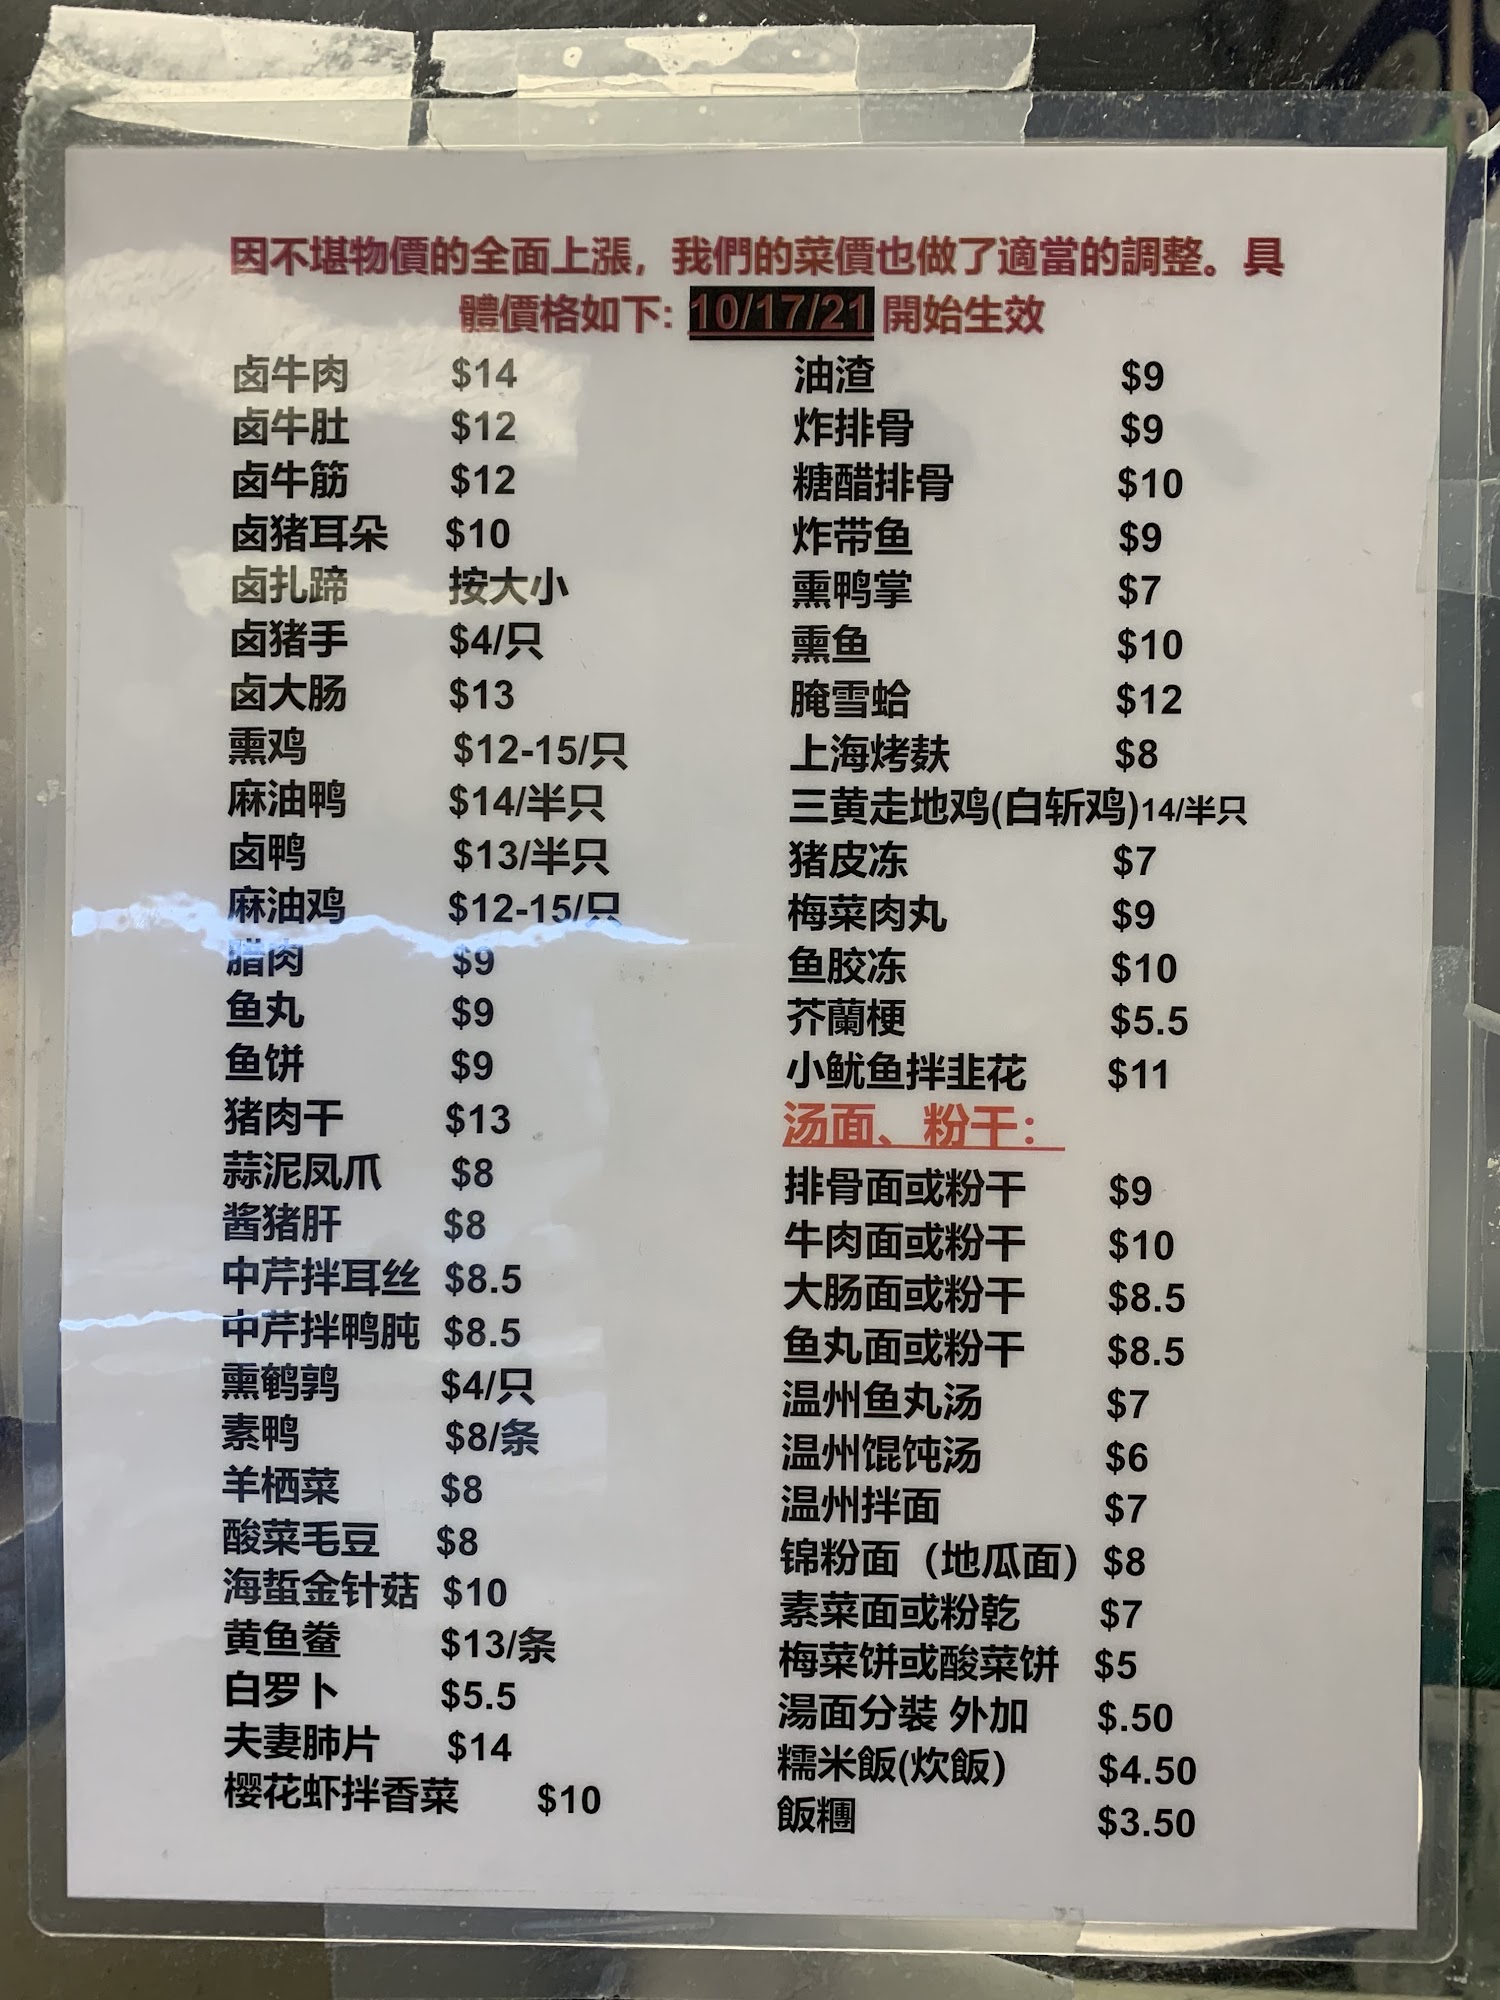 因不堪物價的全面上漲，我們的菜價也做了適當的調整。具
體價格如下: 10/17/21 開始生效
卤牛肉 $14
卤牛肚 $12
卤牛筋 $12
卤猪耳朵 $10
卤扎蹄 按大小
卤猪手 $4/只
卤大肠 $13
熏鸡 $12-15/只
麻油鸭 $14/半只
卤鸭 $13/半只
麻油鸡 $12-15/只
腊肉 $9
鱼丸 $9
鱼饼 $9
猪肉干 $13
蒜泥凤爪 $8
酱猪肝 $8
中芹拌耳丝 $8.5
中芹拌鸭肫 $8.5
熏鹌鹑 $4/只
素鸭 $8/条
羊栖菜 $8
酸菜毛豆 $8
海蜇金针菇 $10
黄鱼鲞 $13/条
白罗卜 $5.5
夫妻肺片 $14
樱花虾拌香菜 $10
油渣 $9
炸排骨 $9
糖醋排骨 $10
炸带鱼 $9
熏鸭掌 $7
熏鱼 $10
腌雪蛤 $12
上海烤麸 $8
三黄走地鸡(白斩鸡)14/半只
猪皮冻 $7
梅菜肉丸 $9
鱼胶冻 $10
芥蘭梗 $5.5
小鱿鱼拌韭花 $11
汤面、粉干：
排骨面或粉干 $9
牛肉面或粉干 $10
大肠面或粉干 $8.5
鱼丸面或粉干 $8.5
温州鱼丸汤 $7
温州馄饨汤 $6
温州拌面 $7
锦粉面（地瓜面） $8
素菜面或粉乾 $7
梅菜饼或酸菜饼 $5
湯面分裝 外加 $.50
糯米飯(炊飯） $4.50
飯糰 $3.50